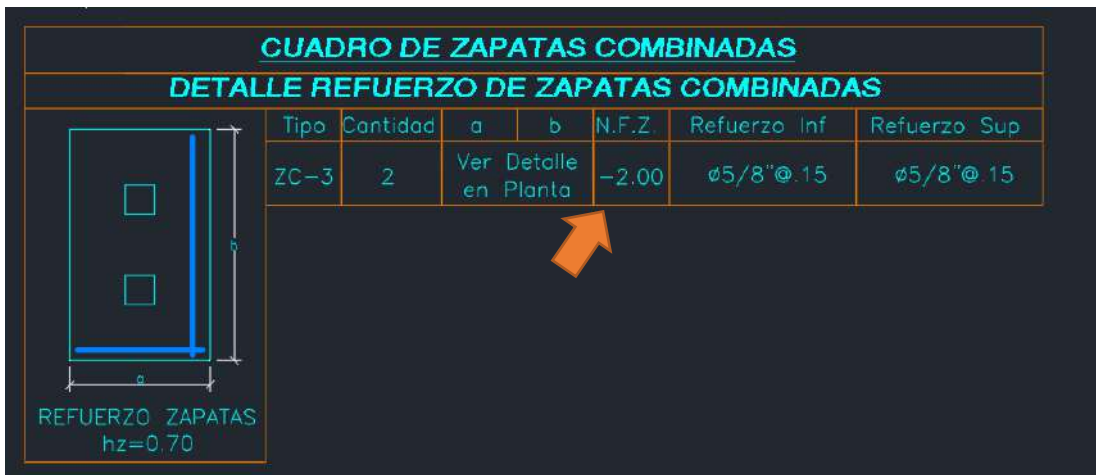 CUADRO DE ZAPATAS COMBINADAS
DETALLE REFUERZO DE ZAPATAS COMBINADAS
Tipo Cantidad a b N.F.Z. Refuerzo Inf Refuerzo Sup
ZC-3 2 Ver Detalle en Planta -2.00 ø5/8"@.15 ø5/8"@.15
b
a
REFUERZO ZAPATAS
hz=0.70